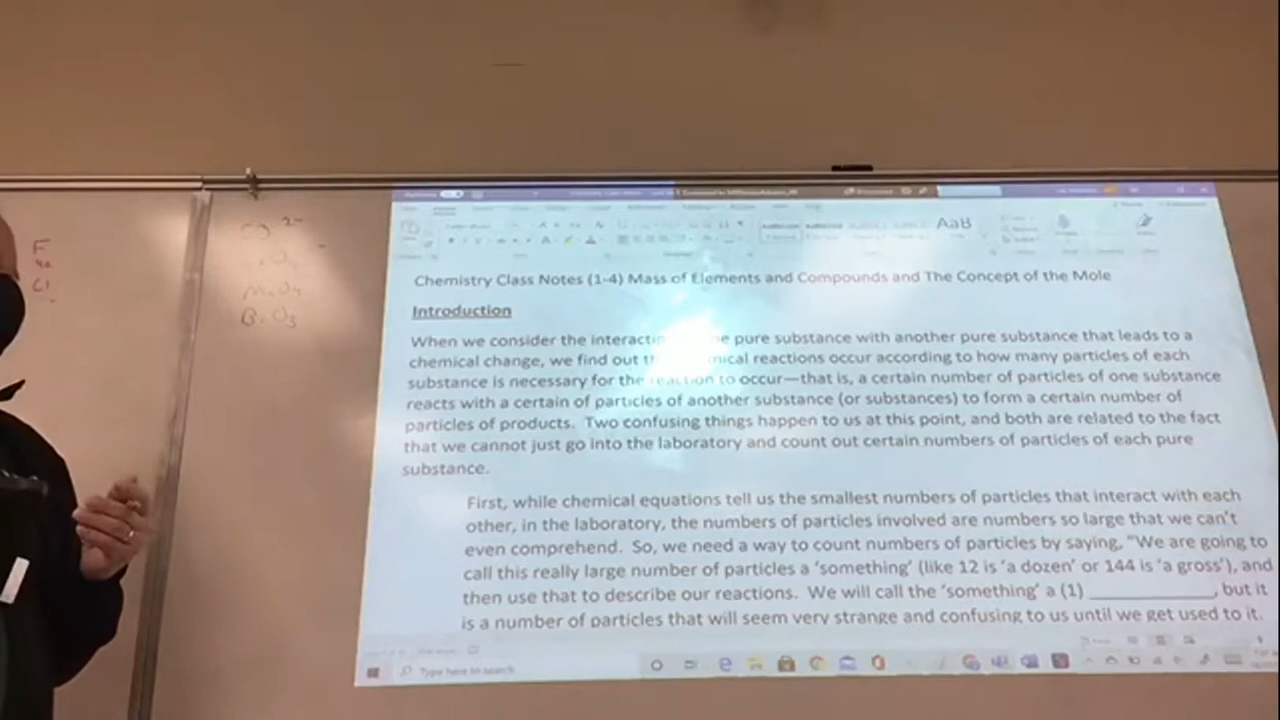 F
Cl
AaB
Chemistry Class Notes (1-4) Mass of Elements and Compounds and The Concept of the Mole
Introduction
When we consider the pure substance with another pure substance that leads to a
chemical change, we find out reactions occur according to how many particles of each
substance is necessary for the reaction to occur—that is, a certain number of particles of one substance
reacts with a certain of particles of another substance (or substances) to form a certain number of
particles of products. Two confusing things happen to us at this point, and both are related to the fact
that we cannot just go into the laboratory and count out certain numbers of particles of each pure
substance.
First, while chemical equations tell us the smallest numbers of particles that interact with each
other, in the laboratory, the numbers of particles involved are numbers so large that we can't
even comprehend. So, we need a way to count numbers of particles by saying, "We are going to
call this really large number of particles a 'something' (like 12 is 'a dozen' or 144 is 'a gross'), and
then use that to describe our reactions. We will call the 'something' a (1) ____________, but it
is a number of particles that will seem very strange and confusing to us until we get used to it.
Type here to search